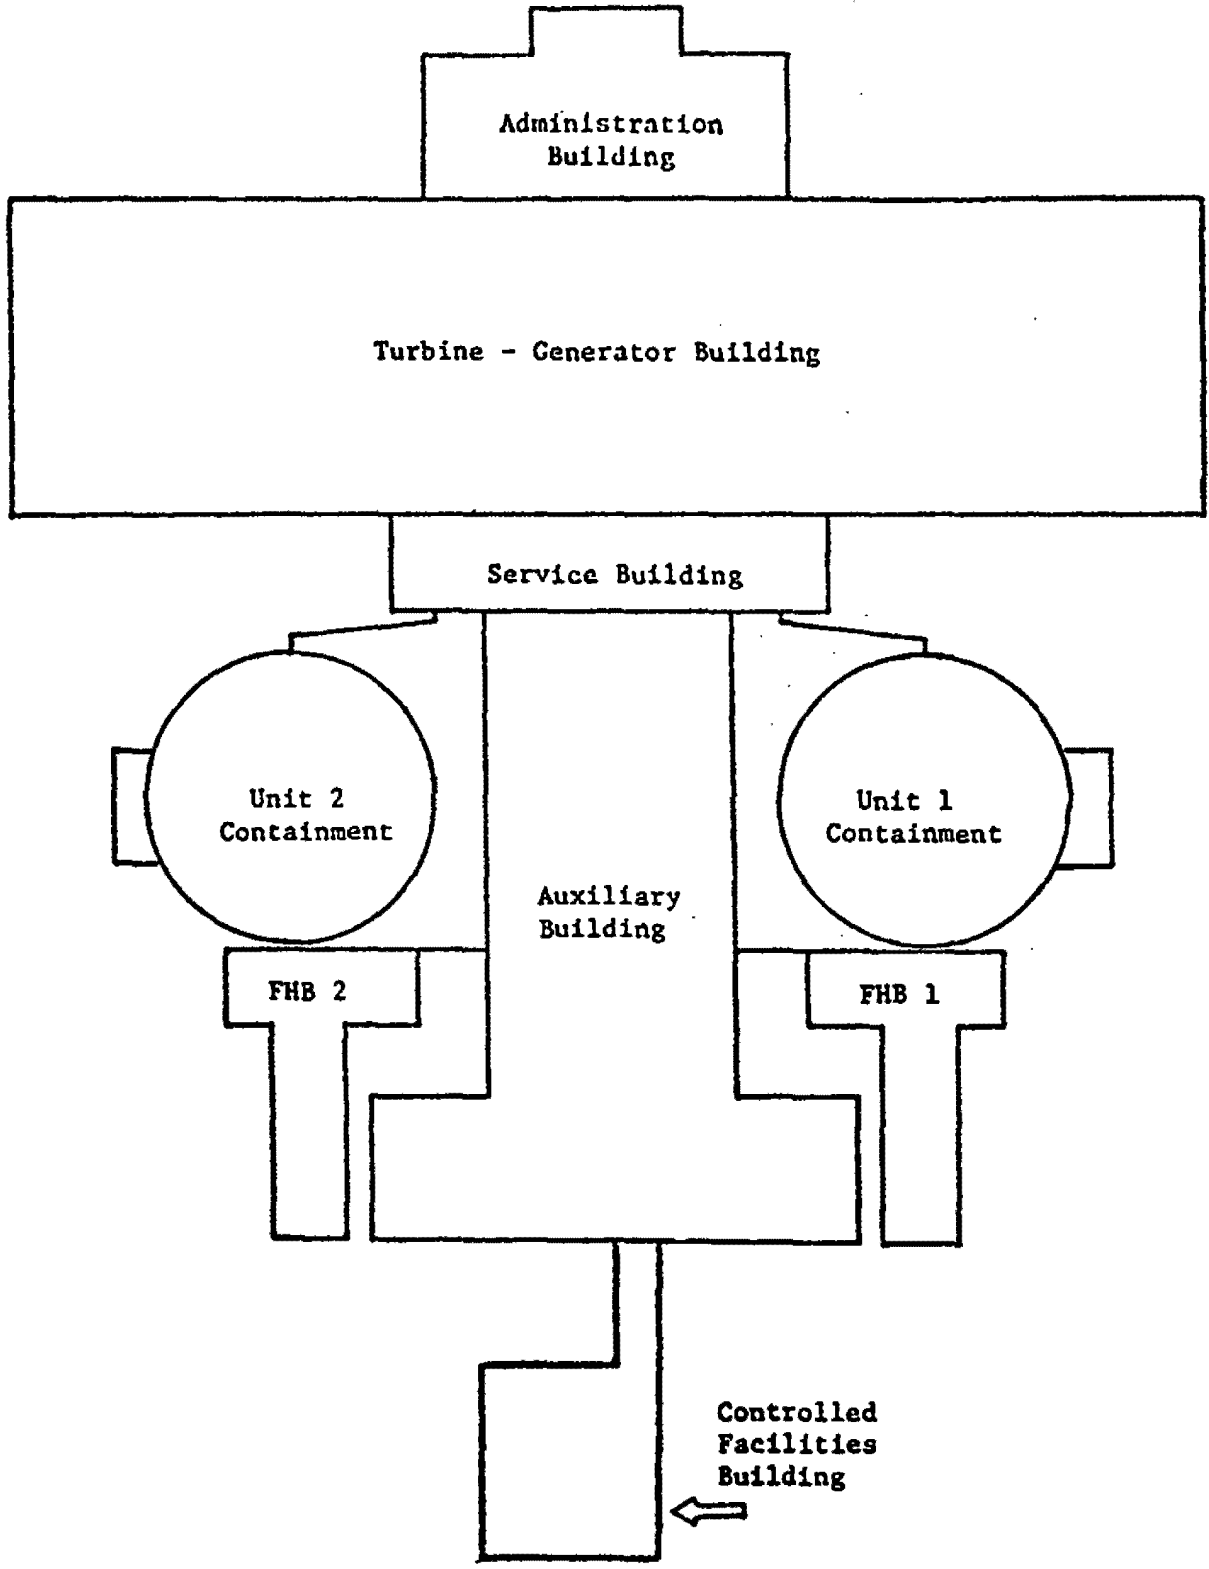 Administration
Building
Turbine - Generator Building
Service Building
Unit 2
Containment
Unit 1
Containment
Auxiliary
Building
FHB 2
FHB 1
Controlled
Facilities
Building